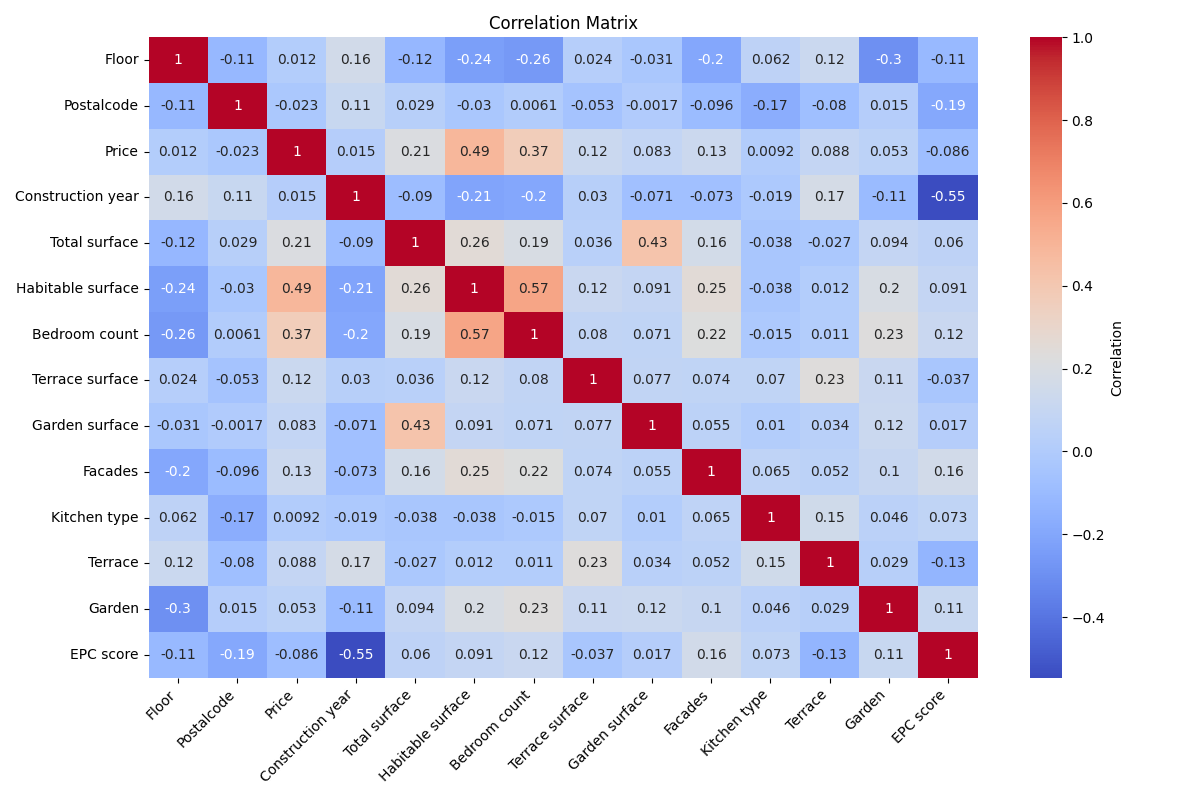 Correlation Matrix
Floor 1 -0.11 0.012 0.16 -0.12 -0.24 -0.26 0.024 -0.031 -0.2 0.062 0.12 -0.3 -0.11
Postalcode -0.11 1 -0.023 0.11 0.029 -0.03 0.0061 -0.053 -0.0017 -0.096 -0.17 -0.08 0.015 -0.19
Price 0.012 -0.023 1 0.015 0.21 0.49 0.37 0.12 0.083 0.13 0.0092 0.088 0.053 -0.086
Construction year 0.16 0.11 0.015 1 -0.09 -0.21 -0.2 0.03 -0.071 -0.073 -0.019 0.17 -0.11 -0.55
Total surface -0.12 0.029 0.21 -0.09 1 0.26 0.19 0.036 0.43 0.16 -0.038 -0.027 0.094 0.06
Habitable surface -0.24 -0.03 0.49 -0.21 0.26 1 0.57 0.12 0.091 0.25 -0.038 0.012 0.2 0.091
Bedroom count -0.26 0.0061 0.37 -0.2 0.19 0.57 1 0.08 0.071 0.22 -0.015 0.011 0.23 0.12
Terrace surface 0.024 -0.053 0.12 0.03 0.036 0.12 0.08 1 0.077 0.074 0.07 0.23 0.11 -0.037
Garden surface -0.031 -0.0017 0.083 -0.071 0.43 0.091 0.071 0.077 1 0.055 0.01 0.034 0.12 0.017
Facades -0.2 -0.096 0.13 -0.073 0.16 0.25 0.22 0.074 0.055 1 0.065 0.052 0.1 0.16
Kitchen type 0.062 -0.17 0.0092 -0.019 -0.038 -0.038 -0.015 0.07 0.01 0.065 1 0.15 0.046 0.073
Terrace 0.12 -0.08 0.088 0.17 -0.027 0.012 0.011 0.23 0.034 0.052 0.15 1 0.029 -0.13
Garden -0.3 0.015 0.053 -0.11 0.094 0.2 0.23 0.11 0.12 0.1 0.046 0.029 1 0.11
EPC score -0.11 -0.19 -0.086 -0.55 0.06 0.091 0.12 -0.037 0.017 0.16 0.073 -0.13 0.11 1
Floor
Postalcode
Price
Construction year
Total surface
Habitable surface
Bedroom count
Terrace surface
Garden surface
Facades
Kitchen type
Terrace
Garden
EPC score
1.0
0.8
0.6
0.4
0.2
0.0
−0.2
−0.4
Correlation